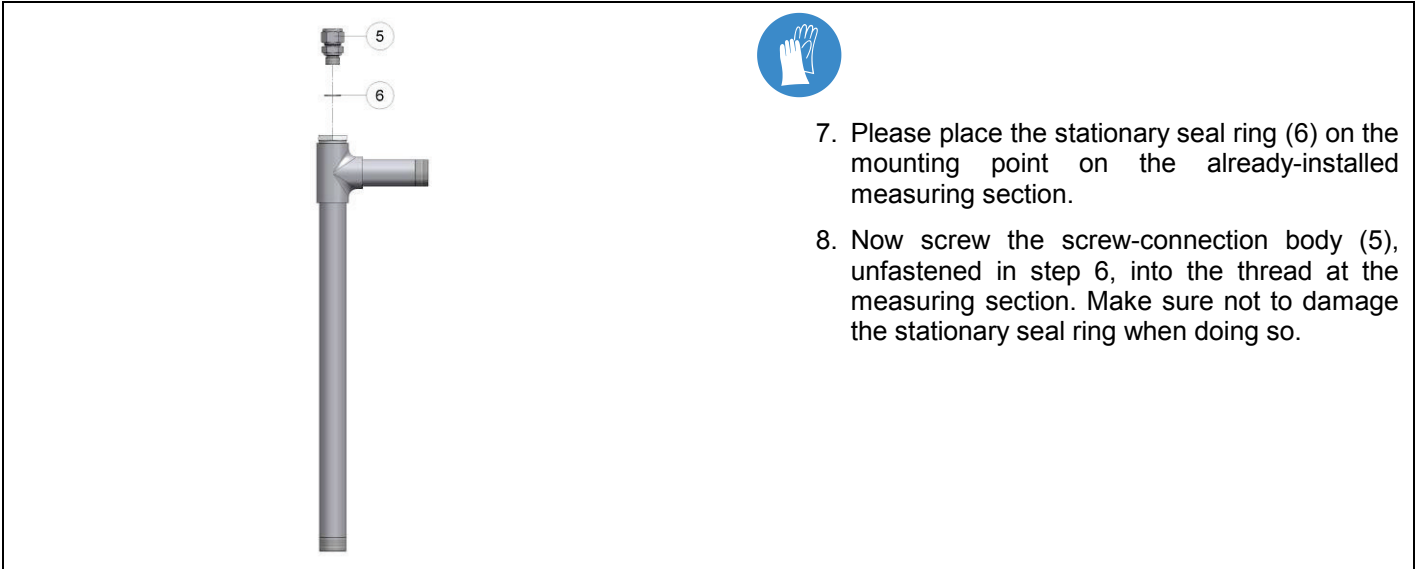 5
6
7. Please place the stationary seal ring (6) on the
mounting point on the already-installed
measuring section.
8. Now screw the screw-connection body (5),
unfastened in step 6, into the thread at the
measuring section. Make sure not to damage
the stationary seal ring when doing so.